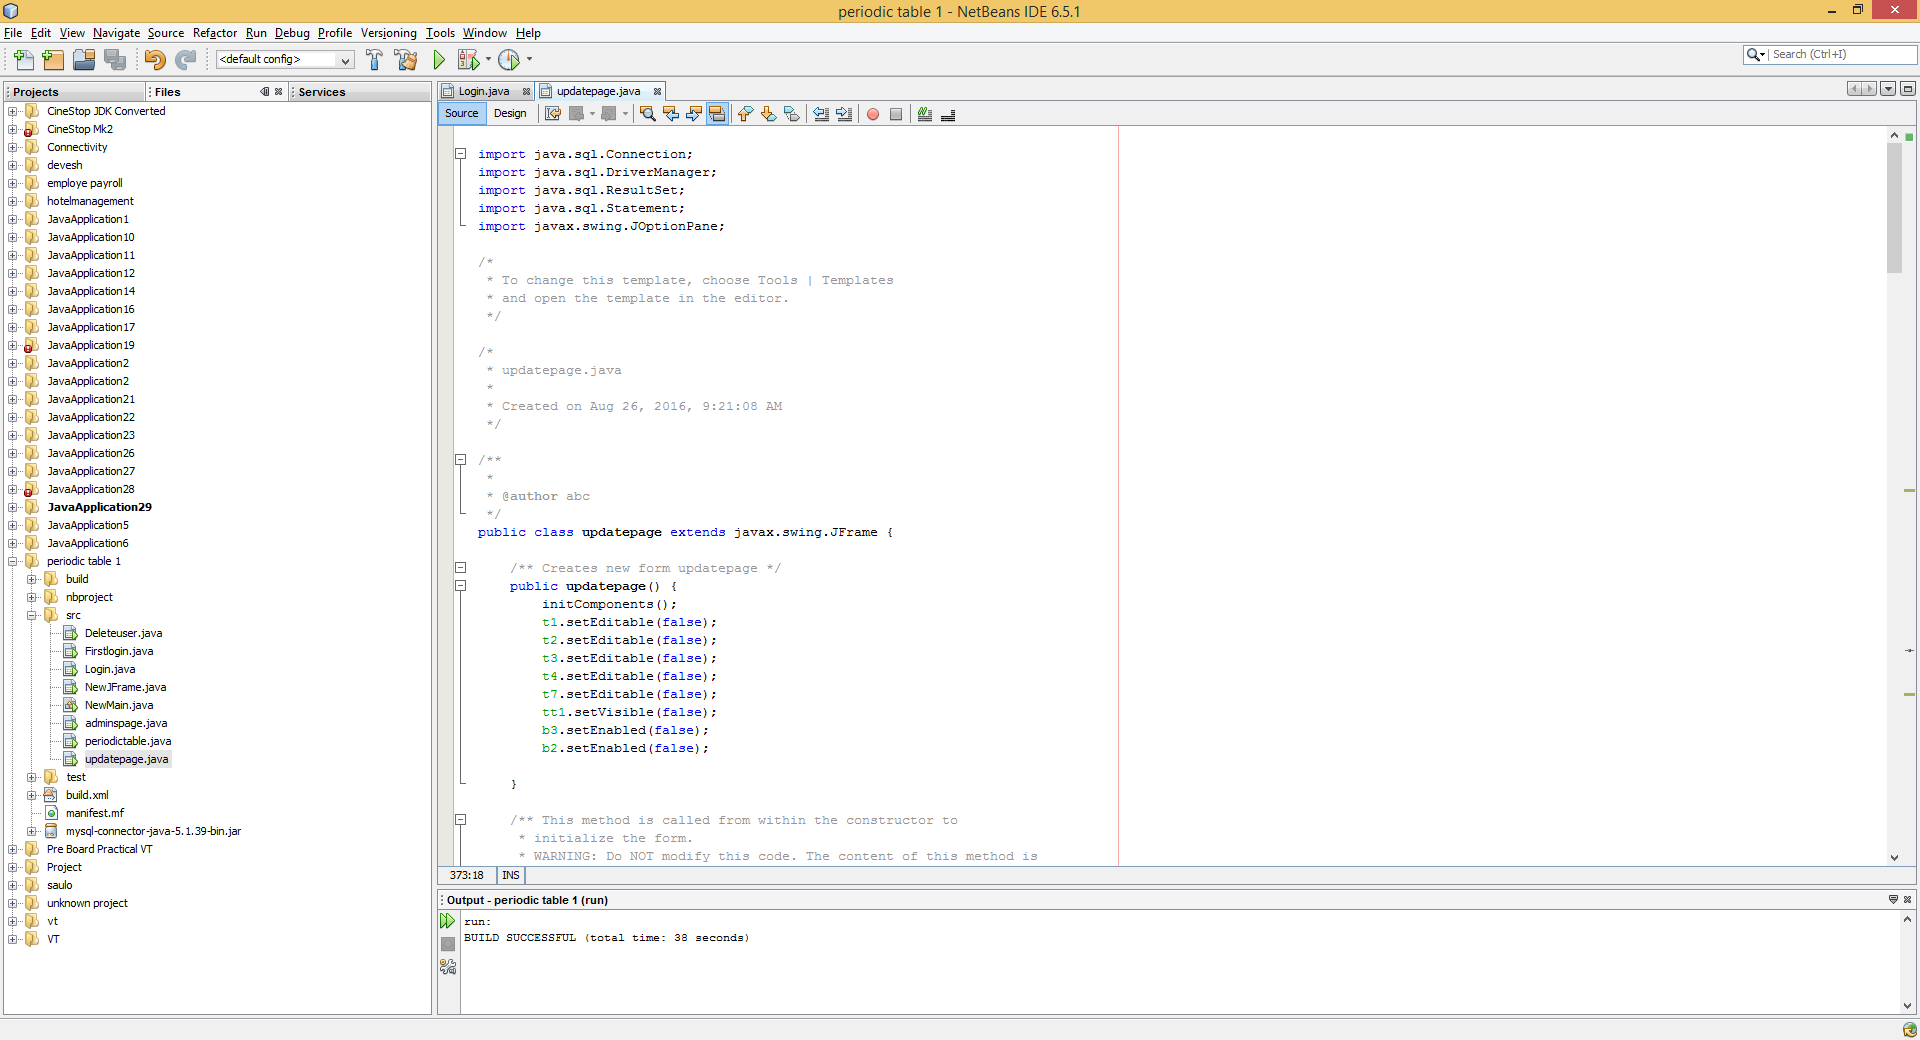 periodic table 1 - NetBeans IDE 6.5.1
File Edit View Navigate Source Refactor Run Debug Profile Versioning Tools Window Help
<default config>
Search (Ctrl+I)
Projects
Files
Services
CineStop JDK Converted
CineStop Mk2
Connectivity
devesh
employe payroll
hotelmanagement
JavaApplication1
JavaApplication10
JavaApplication11
JavaApplication12
JavaApplication14
JavaApplication16
JavaApplication17
JavaApplication19
JavaApplication2
JavaApplication2
JavaApplication21
JavaApplication22
JavaApplication23
JavaApplication26
JavaApplication27
JavaApplication28
JavaApplication29
JavaApplication5
JavaApplication6
periodic table 1
build
nbproject
src
Deleteuser.java
Firstlogin.java
Login.java
NewJFrame.java
NewMain.java
adminspage.java
periodictable.java
updatepage.java
test
build.xml
manifest.mf
mysql-connector-java-5.1.39-bin.jar
Pre Board Practical VT
Project
saulo
unknown project
vt
VT
Login.java
updatepage.java
Source Design
import java.sql.Connection;
import java.sql.DriverManager;
import java.sql.ResultSet;
import java.sql.Statement;
import javax.swing.JOptionPane;
/*
* To change this template, choose Tools | Templates
* and open the template in the editor.
*/
/*
* updatepage.java
*
* Created on Aug 26, 2016, 9:21:08 AM
*/
/**
*
* @author abc
*/
public class updatepage extends javax.swing.JFrame {
/** Creates new form updatepage */
public updatepage() {
initComponents();
t1.setEditable(false);
t2.setEditable(false);
t3.setEditable(false);
t4.setEditable(false);
t7.setEditable(false);
tt1.setVisible(false);
b3.setEnabled(false);
b2.setEnabled(false);
}
/** This method is called from within the constructor to
* initialize the form.
* WARNING: Do NOT modify this code. The content of this method is
373:18 INS
Output - periodic table 1 (run)
run:
BUILD SUCCESSFUL (total time: 38 seconds)